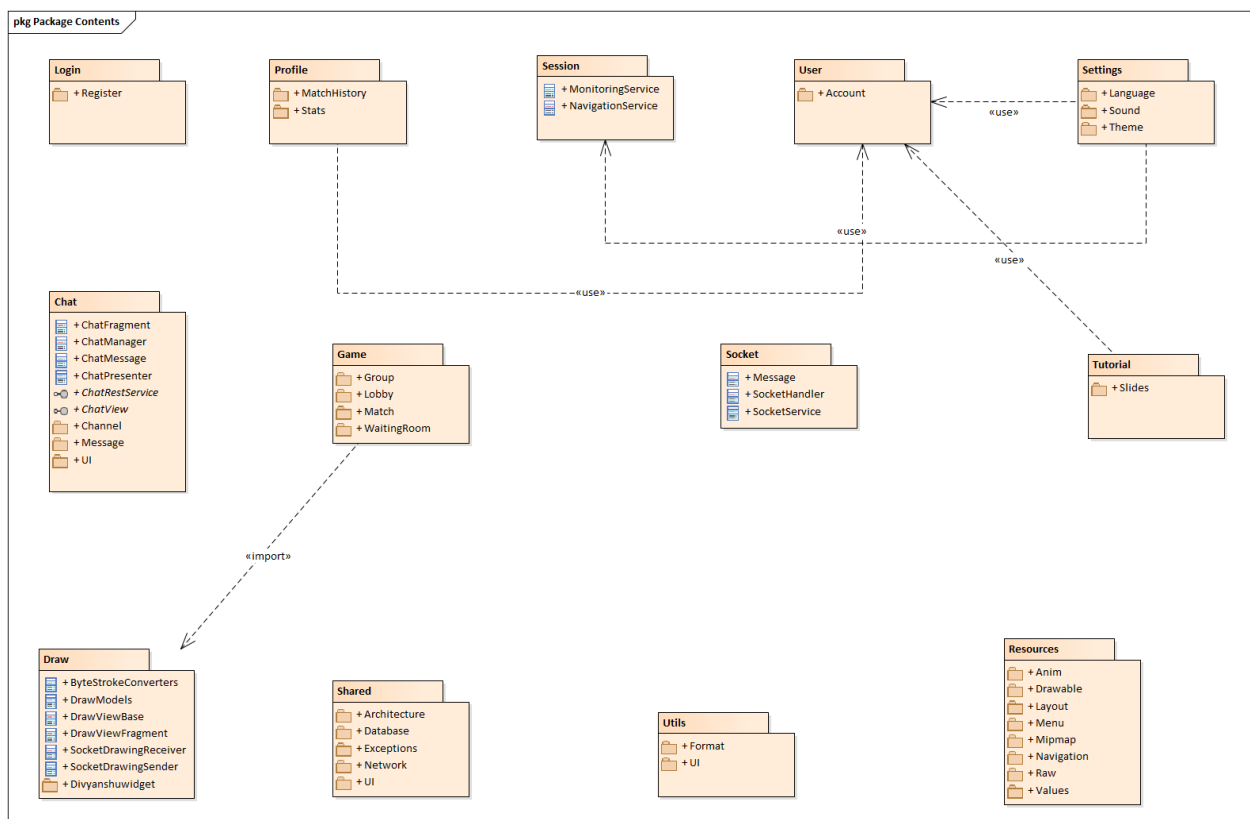 pkg Package Contents
Login
+ Register
Profile
+ MatchHistory
+ Stats
Session
+ MonitoringService
+ NavigationService
User
+ Account
Settings
+ Language
+ Sound
+ Theme
«use»
«use»
«use»
«use»
Chat
+ ChatFragment
+ ChatManager
+ ChatMessage
+ ChatPresenter
+ ChatRestService
+ ChatView
+ Channel
+ Message
+ UI
Game
+ Group
+ Lobby
+ Match
+ WaitingRoom
Socket
+ Message
+ SocketHandler
+ SocketService
Tutorial
+ Slides
«import»
Draw
+ ByteStrokeConverters
+ DrawModels
+ DrawViewBase
+ DrawViewFragment
+ SocketDrawingReceiver
+ SocketDrawingSender
+ Divyanshuwidget
Shared
+ Architecture
+ Database
+ Exceptions
+ Network
+ UI
Utils
+ Format
+ UI
Resources
+ Anim
+ Drawable
+ Layout
+ Menu
+ Mipmap
+ Navigation
+ Raw
+ Values